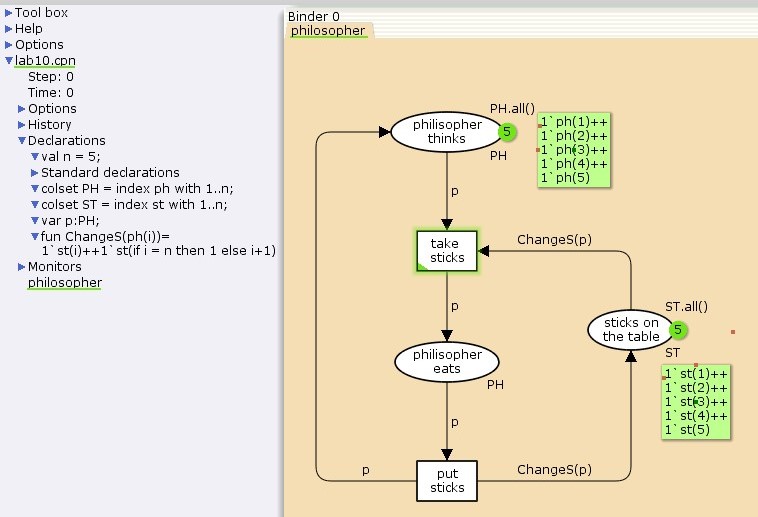 Tool box
Help
Options
lab10.cpn
Step: 0
Time: 0
Options
History
Declarations
val n = 5;
Standard declarations
colset PH = index ph with 1..n;
colset ST = index st with 1..n;
var p:PH;
fun ChangeS(ph(i))=
1`st(i)++1`st(if i = n then 1 else i+1)
Monitors
philosopher
Binder 0
philosopher
PH.all()
philisopher
thinks
5
PH
1`ph(1)++
1`ph(2)++
1`ph(3)++
1`ph(4)++
1`ph(5)
p
take
sticks
ChangeS(p)
p
ST.all()
sticks on
the table
5
ST
philosopher
eats
PH
1`st(1)++
1`st(2)++
1`st(3)++
1`st(4)++
1`st(5)
p
p
put
sticks
ChangeS(p)